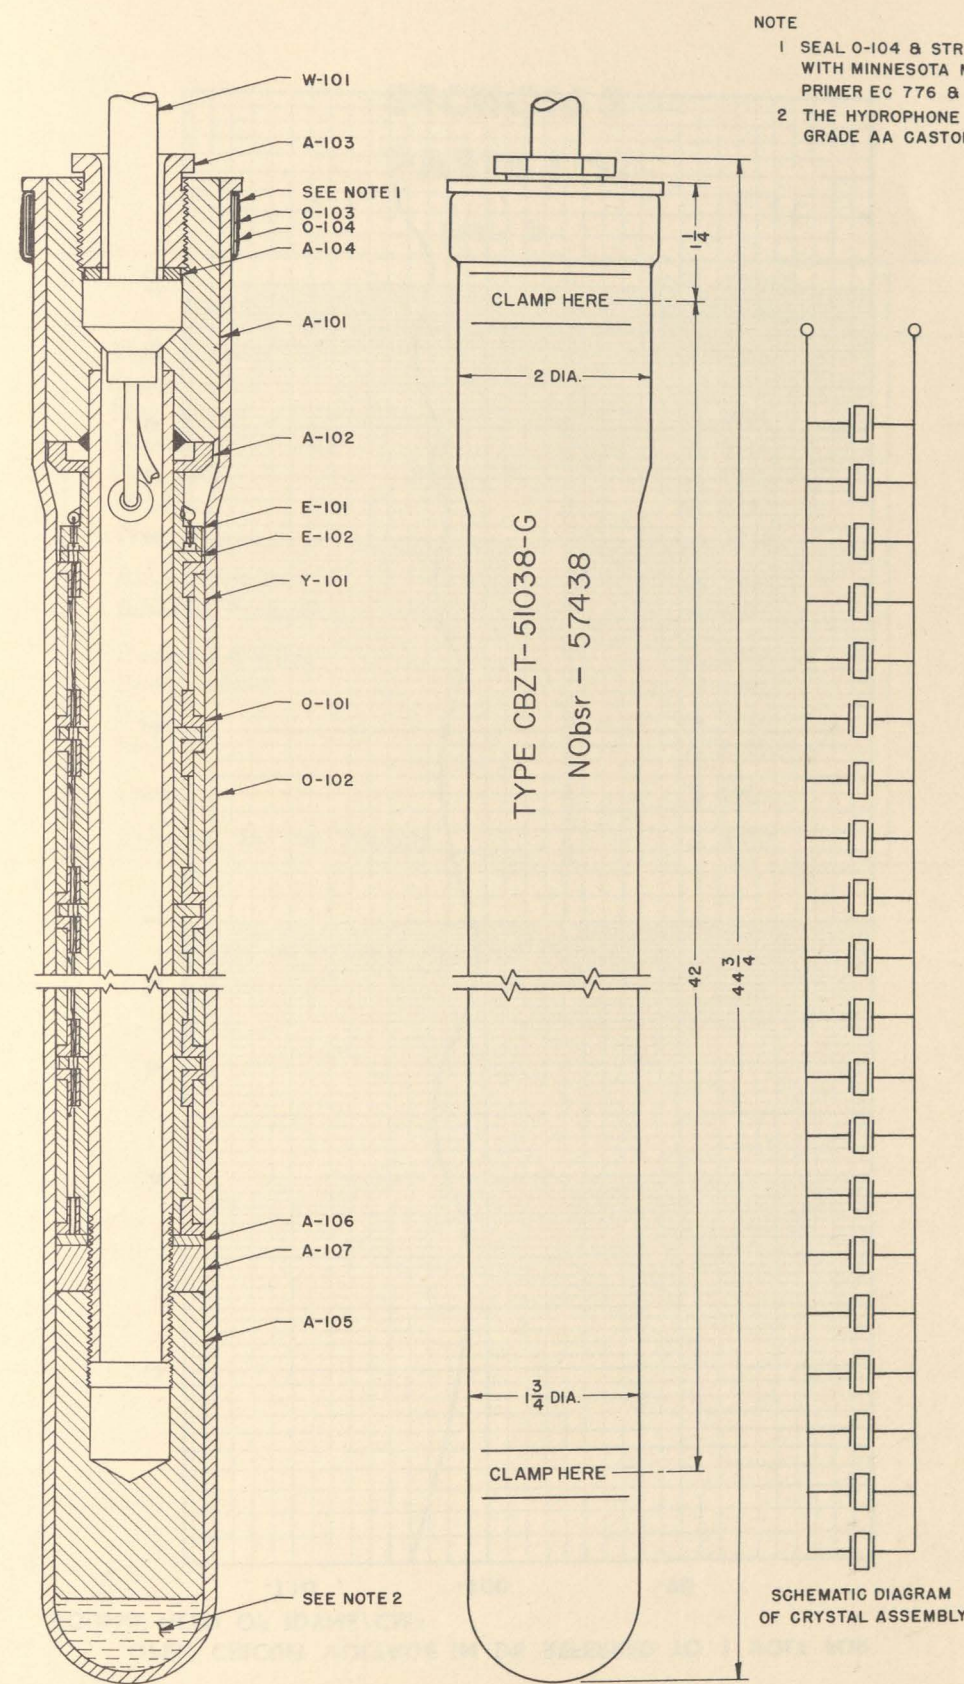 NOTE
1 SEAL O-104 & STR
WITH MINNESOTA
PRIMER EC 776 &
2 THE HYDROPHONE
GRADE AA CASTO
W-101
A-103
SEE NOTE 1
O-103
O-104
A-104
A-101
A-102
E-101
E-102
Y-101
O-101
O-102
A-106
A-107
A-105
SEE NOTE 2
1 1/4
CLAMP HERE
2 DIA.
TYPE CBZT-51038-G
NObsr - 57438
42
44 3/4
1 3/4 DIA.
CLAMP HERE
SCHEMATIC DIAGRAM
OF CRYSTAL ASSEMBLY